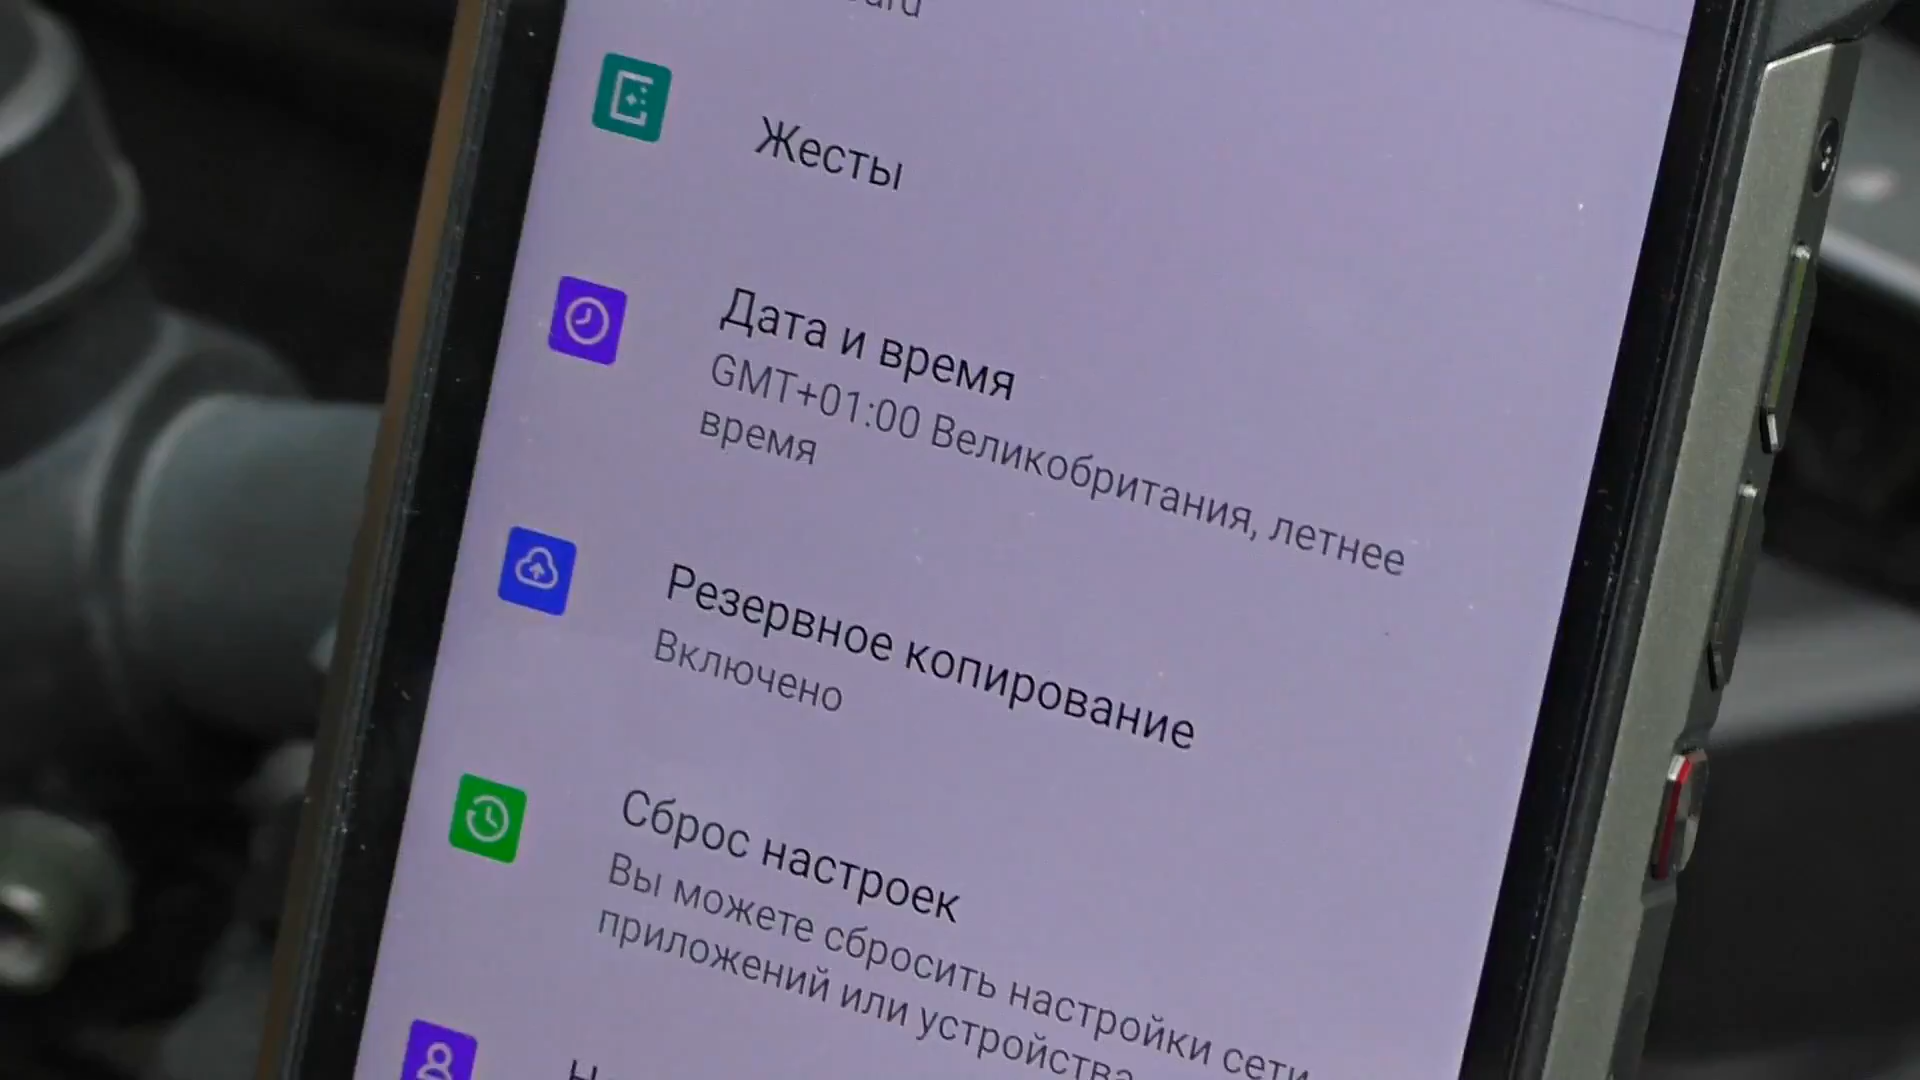 Жесты
Дата и время
GMT+01:00 Великобритания, летнее
время
Резервное копирование
Включено
Сброс настроек
Вы можете сбросить настройки сети,
приложений или устройства